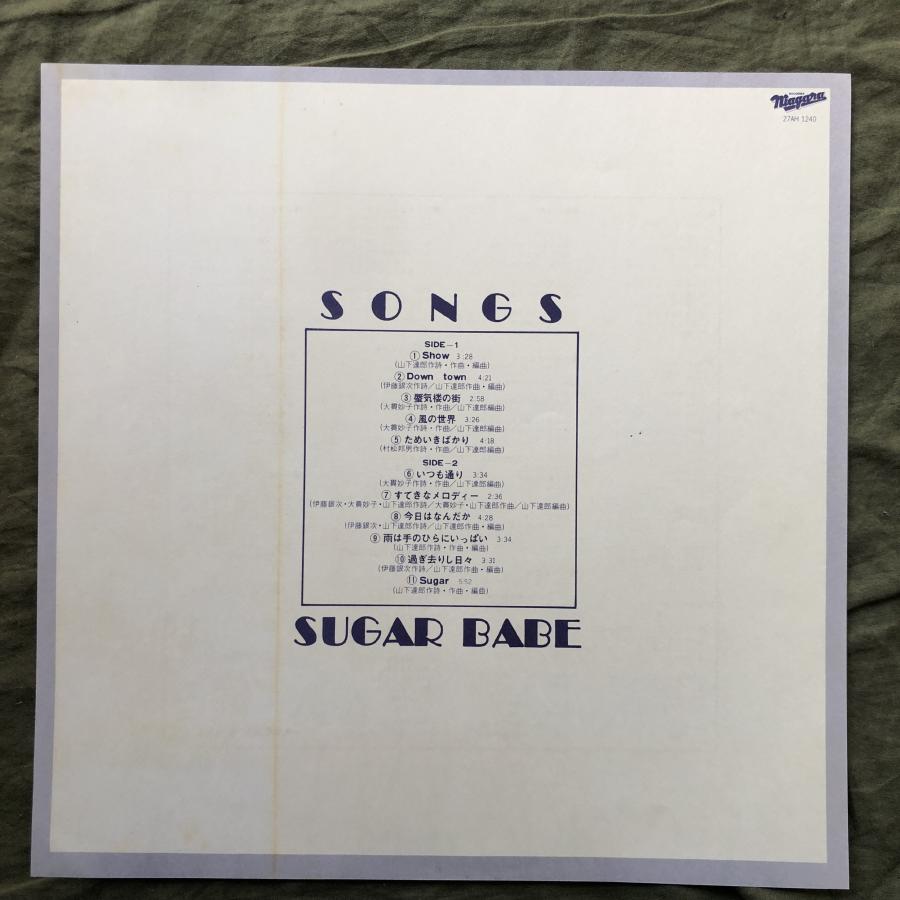 RECORDS
Niagara
27AH 1240
SONGS
SIDE-1
①Show 3:28
(山下達郎作詩・作曲・編曲)
②Down town 4:21
(伊藤銀次作詩/山下達郎作曲・編曲)
③蜃気楼の街 2:58
(大貫妙子作詩・作曲/山下達郎編曲)
④風の世界 3:26
(大貫妙子作詩・作曲/山下達郎編曲)
⑤ためいきばかり 4:18
(村松邦男作詩・作曲/山下達郎編曲)
SIDE-2
⑥いつも通り 3:34
(大貫妙子作詩・作曲/山下達郎編曲)
⑦すてきなメロディー 2:36
(伊藤銀次・大貫妙子・山下達郎作詩/大貫妙子・山下達郎作曲/山下達郎編曲)
⑧今日はなんだか 4:28
(伊藤銀次・山下達郎作詩/山下達郎作曲・編曲)
⑨雨は手のひらにいっぱい 3:34
(山下達郎作詩・作曲・編曲)
⑩過ぎ去りし日々 3:31
(伊藤銀次作詩/山下達郎作曲・編曲)
⑪Sugar 5:52
(山下達郎作詩・作曲・編曲)
SUGAR BABE